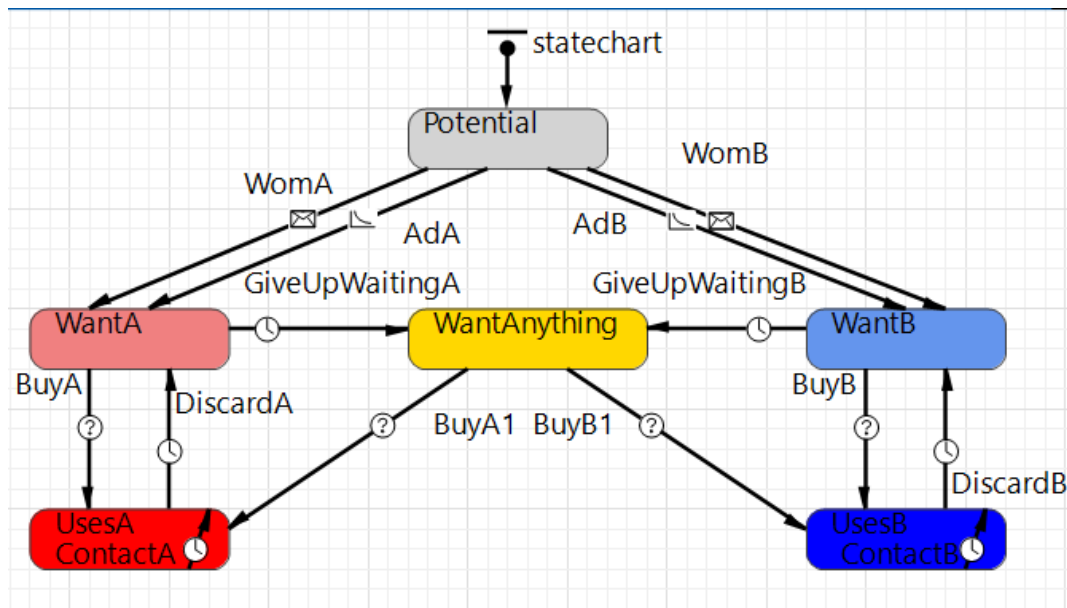 statechart
Potential
WomB
WomA
AdA
AdB
GiveUpWaitingA
GiveUpWaitingB
WantA
WantAnything
WantB
BuyA
DiscardA
BuyA1
BuyB1
BuyB
DiscardB
UsesA
ContactA
UsesB
ContactB